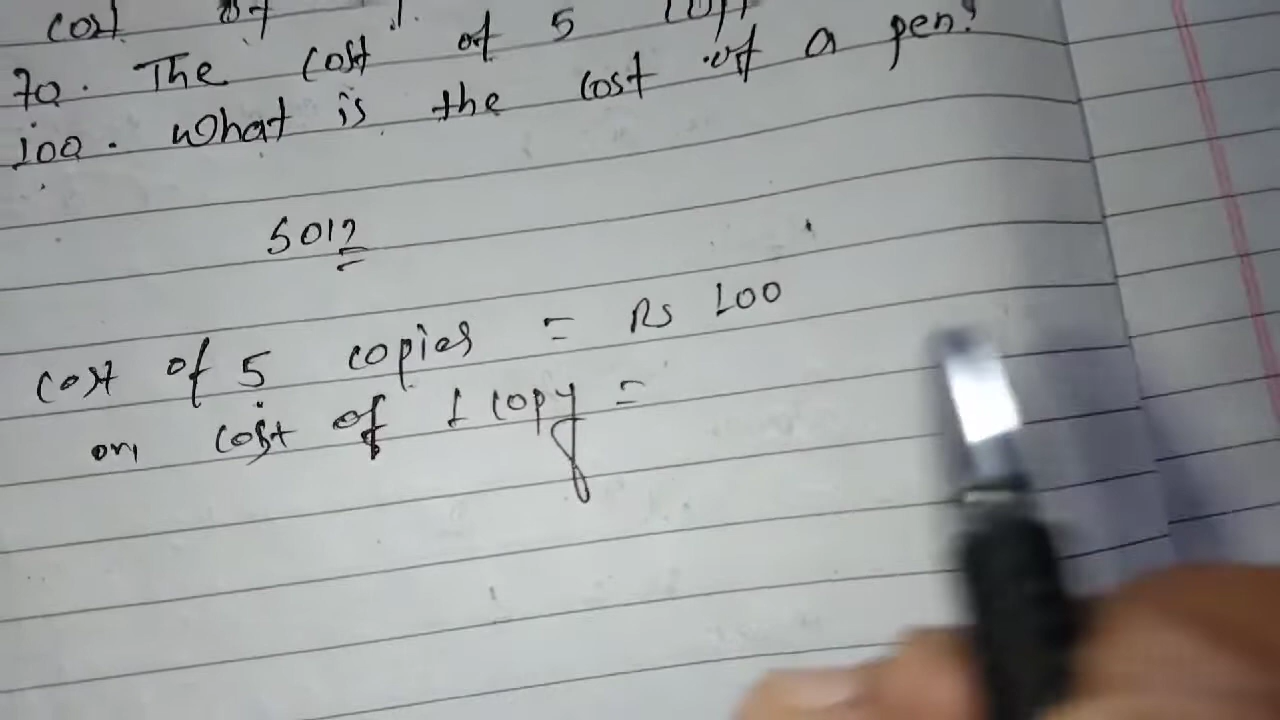 cost of
70. The cost of 5
100. What is the cost of a pen?
Soln
cost of 5 copies = Rs 100
or, cost of 1 copy =